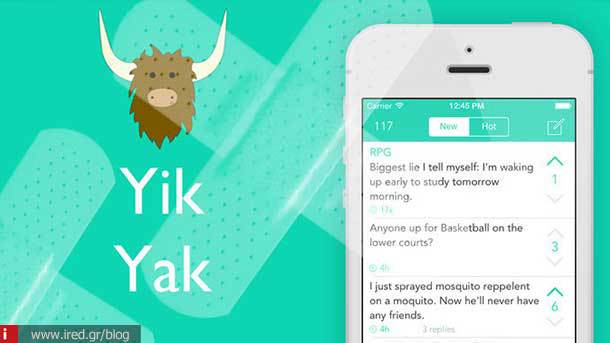 Yik
Yak
Carrier
12:45 PM
117
New
Hot
RPG
Biggest lie I tell myself: I'm waking
up early to study tomorrow
morning.
17s
1
Anyone up for Basketball on the
lower courts?
4h
3
I just sprayed mosquito reppelent
on a moquito. Now he'll never have
any friends.
4h
3 replies
6
i
www.ired.gr/blog